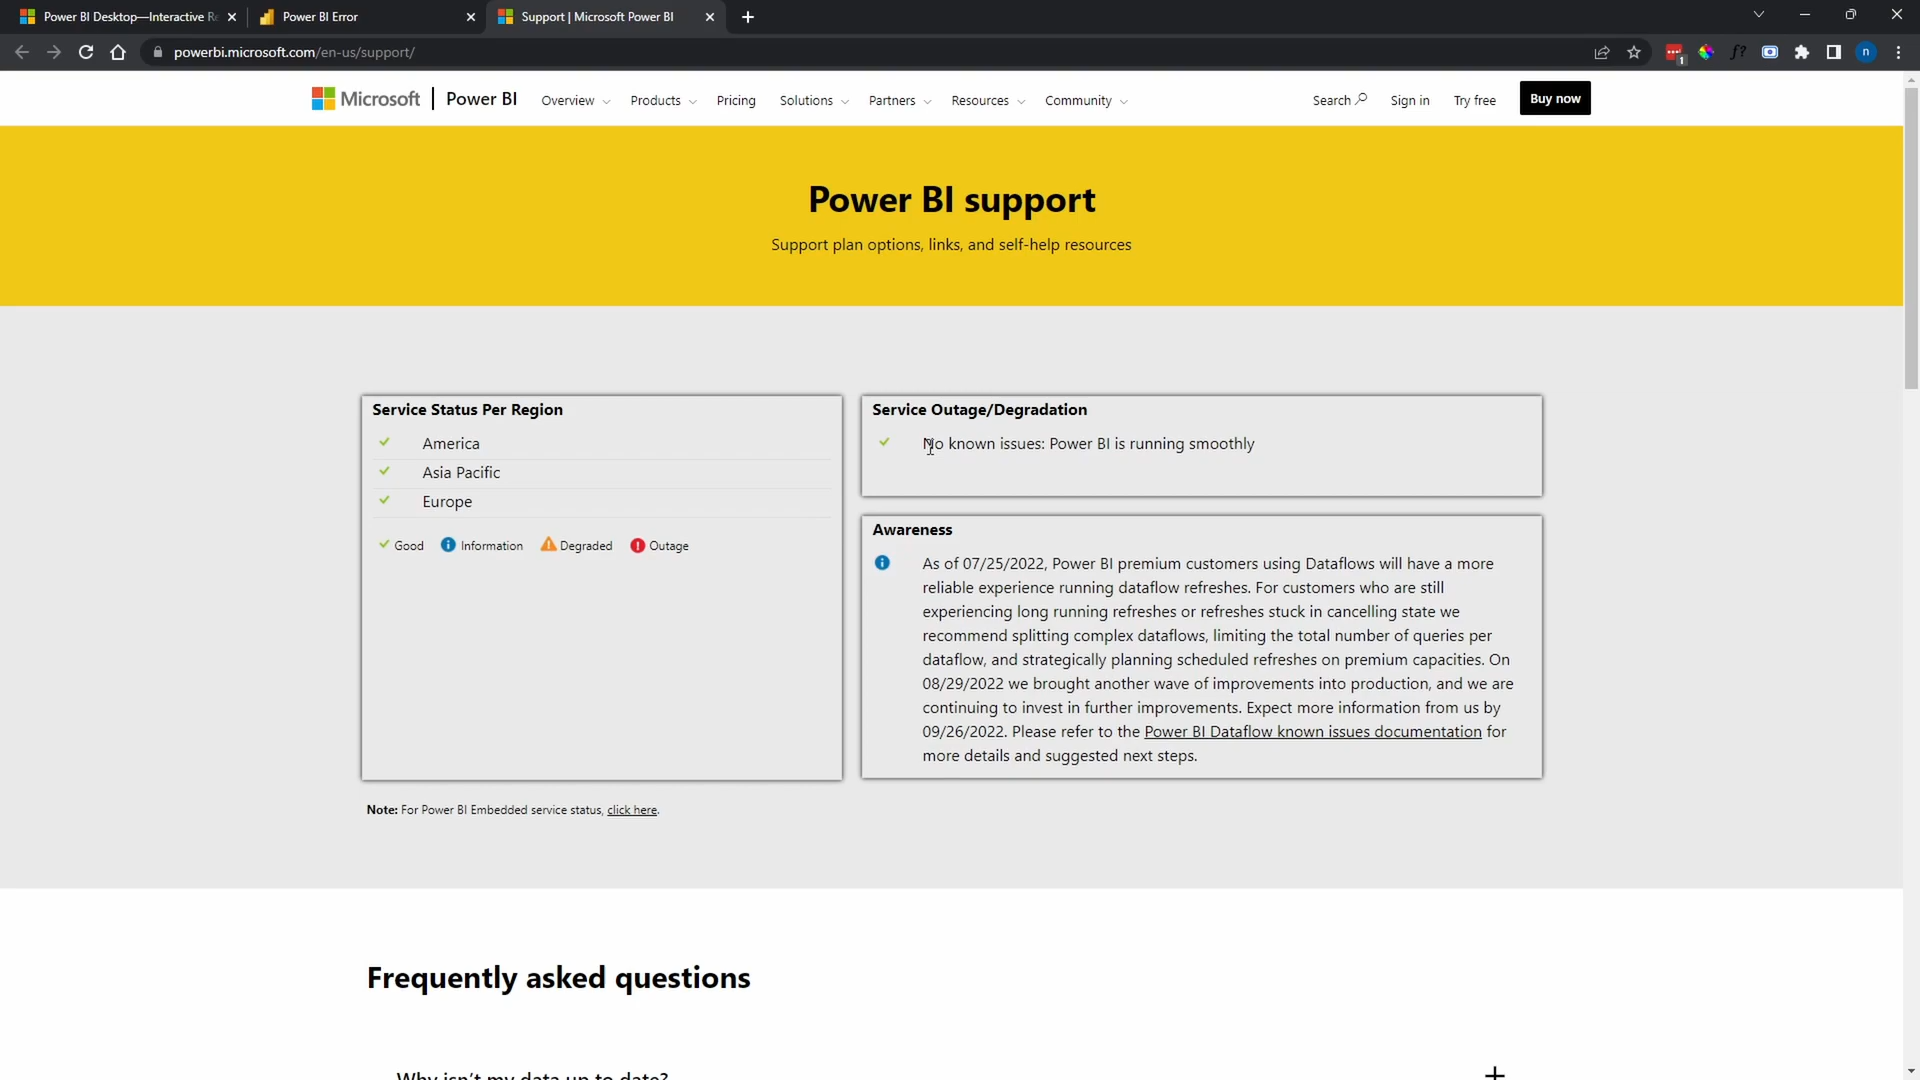 Power BI Desktop—Interactive Re
Power BI Error
Support | Microsoft Power BI
powerbi.microsoft.com/en-us/support/
1
n
Microsoft
Power BI
Overview
Products
Pricing
Solutions
Partners
Resources
Community
Search
Sign in
Try free
Buy now
Power BI support
Support plan options, links, and self-help resources
Service Status Per Region
America
Asia Pacific
Europe
Good
Information
Degraded
Outage
Service Outage/Degradation
No known issues: Power BI is running smoothly
Awareness
As of 07/25/2022, Power BI premium customers using Dataflows will have a more
reliable experience running dataflow refreshes. For customers who are still
experiencing long running refreshes or refreshes stuck in cancelling state we
recommend splitting complex dataflows, limiting the total number of queries per
dataflow, and strategically planning scheduled refreshes on premium capacities. On
08/29/2022 we brought another wave of improvements into production, and we are
continuing to invest in further improvements. Expect more information from us by
09/26/2022. Please refer to the Power BI Dataflow known issues documentation for
more details and suggested next steps.
Note: For Power BI Embedded service status, click here.
Frequently asked questions
Why isn't my data up to date?